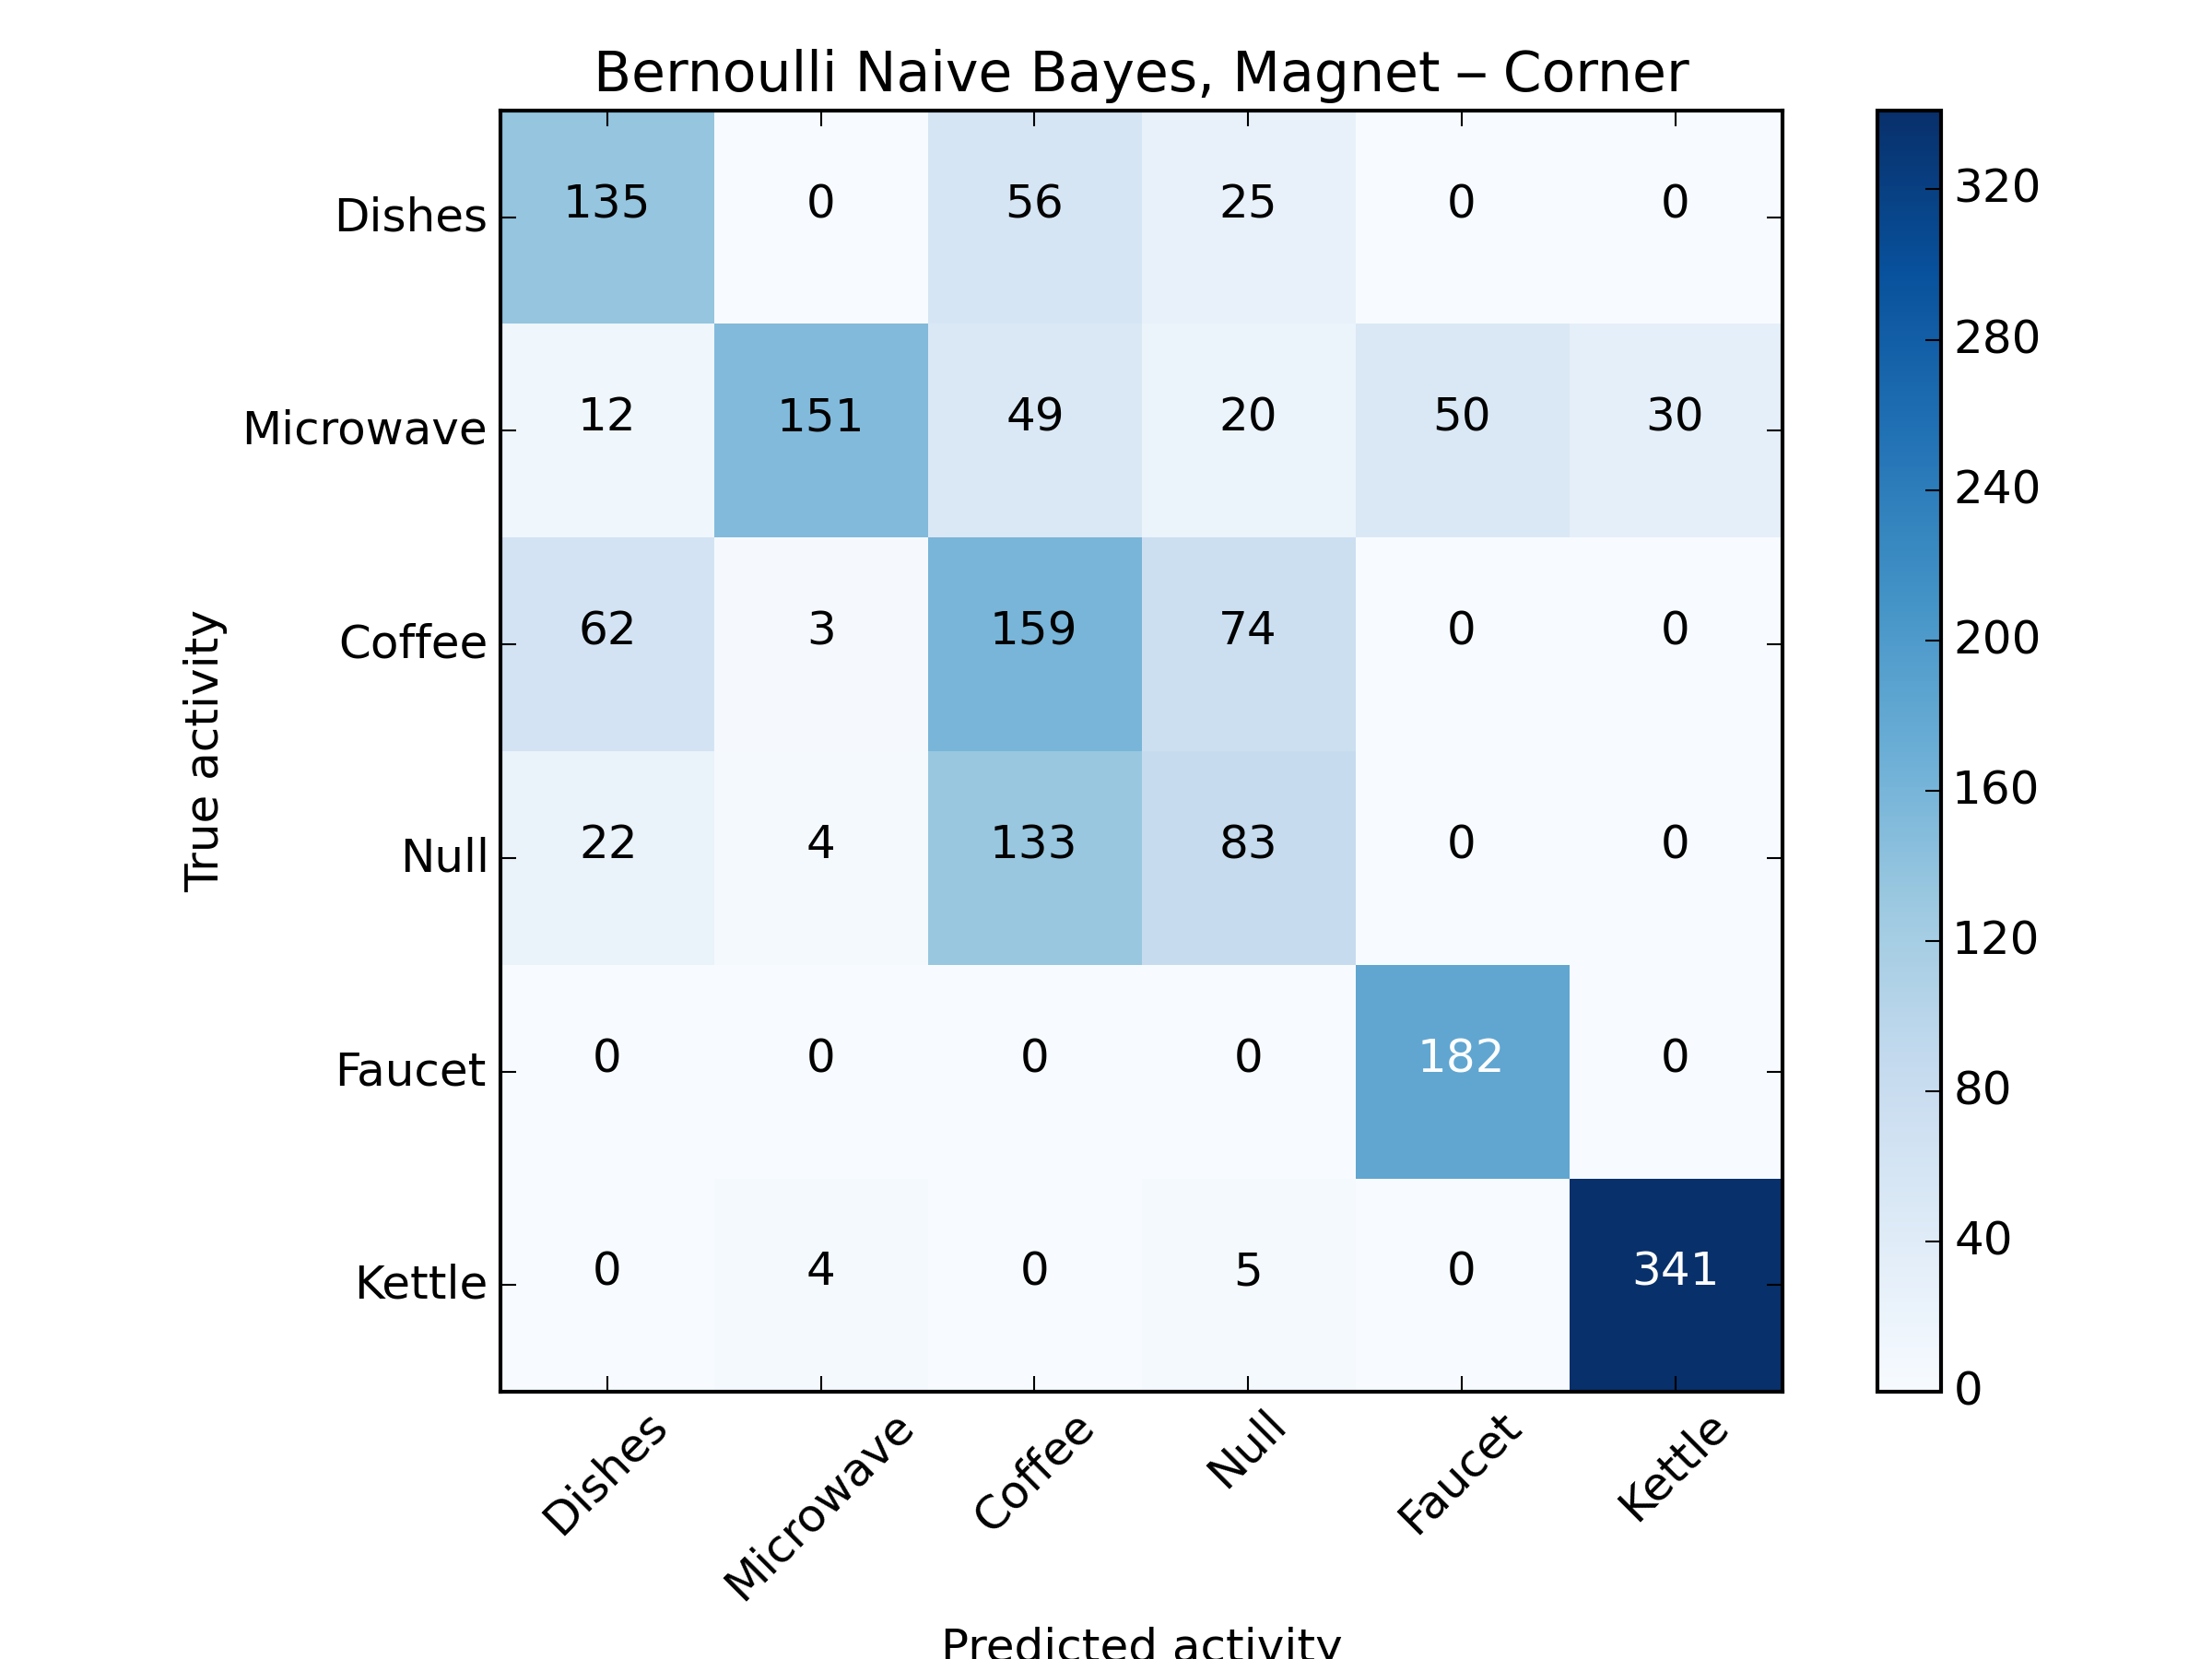 Bernoulli Naive Bayes, Magnet – Corner
Dishes 135 0 56 25 0 0
Microwave 12 151 49 20 50 30
Coffee 62 3 159 74 0 0
Null 22 4 133 83 0 0
Faucet 0 0 0 0 182 0
Kettle 0 4 0 5 0 341
True activity
Dishes Microwave Coffee Null Faucet Kettle
Predicted activity
320
280
240
200
160
120
80
40
0